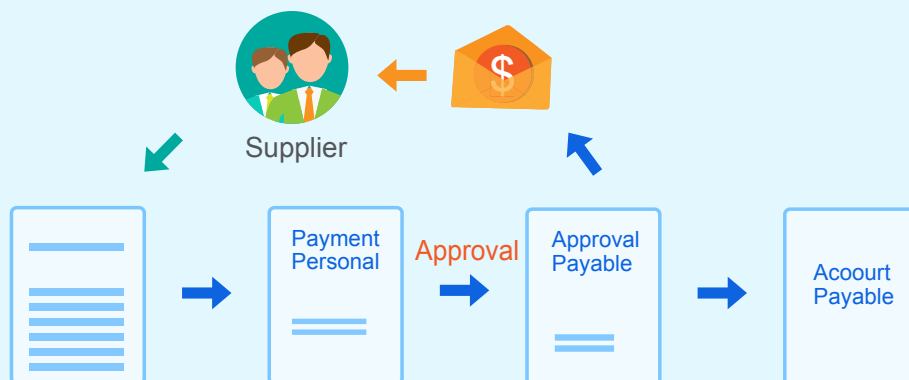 Supplier
Payment
Personal
Approval
Approval
Payable
Acoourt
Payable